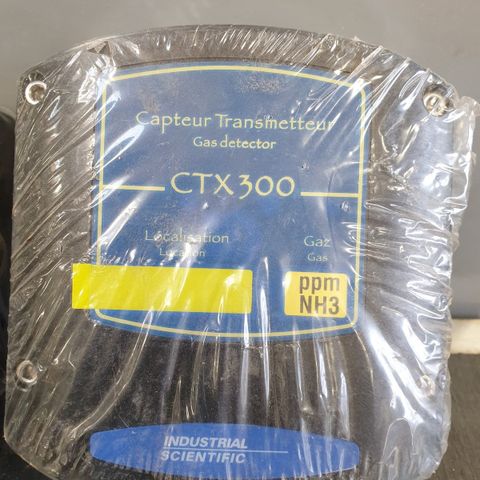 Capteur Transmetteur
Gas detector
CTX300
Localisation
Location
Gaz
Gas
ppm
NH3
INDUSTRIAL
SCIENTIFIC